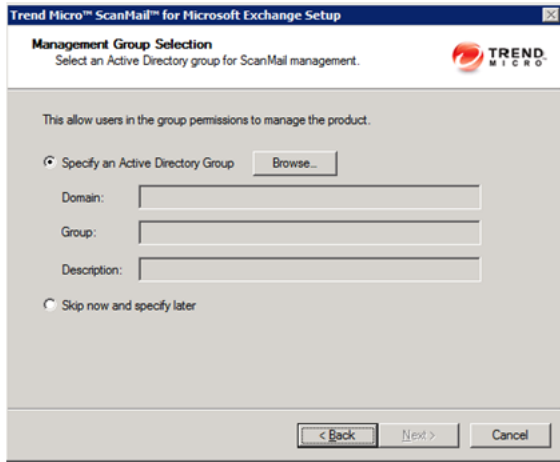 Trend Micro™ ScanMail™ for Microsoft Exchange Setup
Management Group Selection
Select an Active Directory group for ScanMail management.
TREND
MICRO
This allow users in the group permissions to manage the product.
Specify an Active Directory Group Browse...
Domain:
Group:
Description:
Skip now and specify later
< Back Next > Cancel